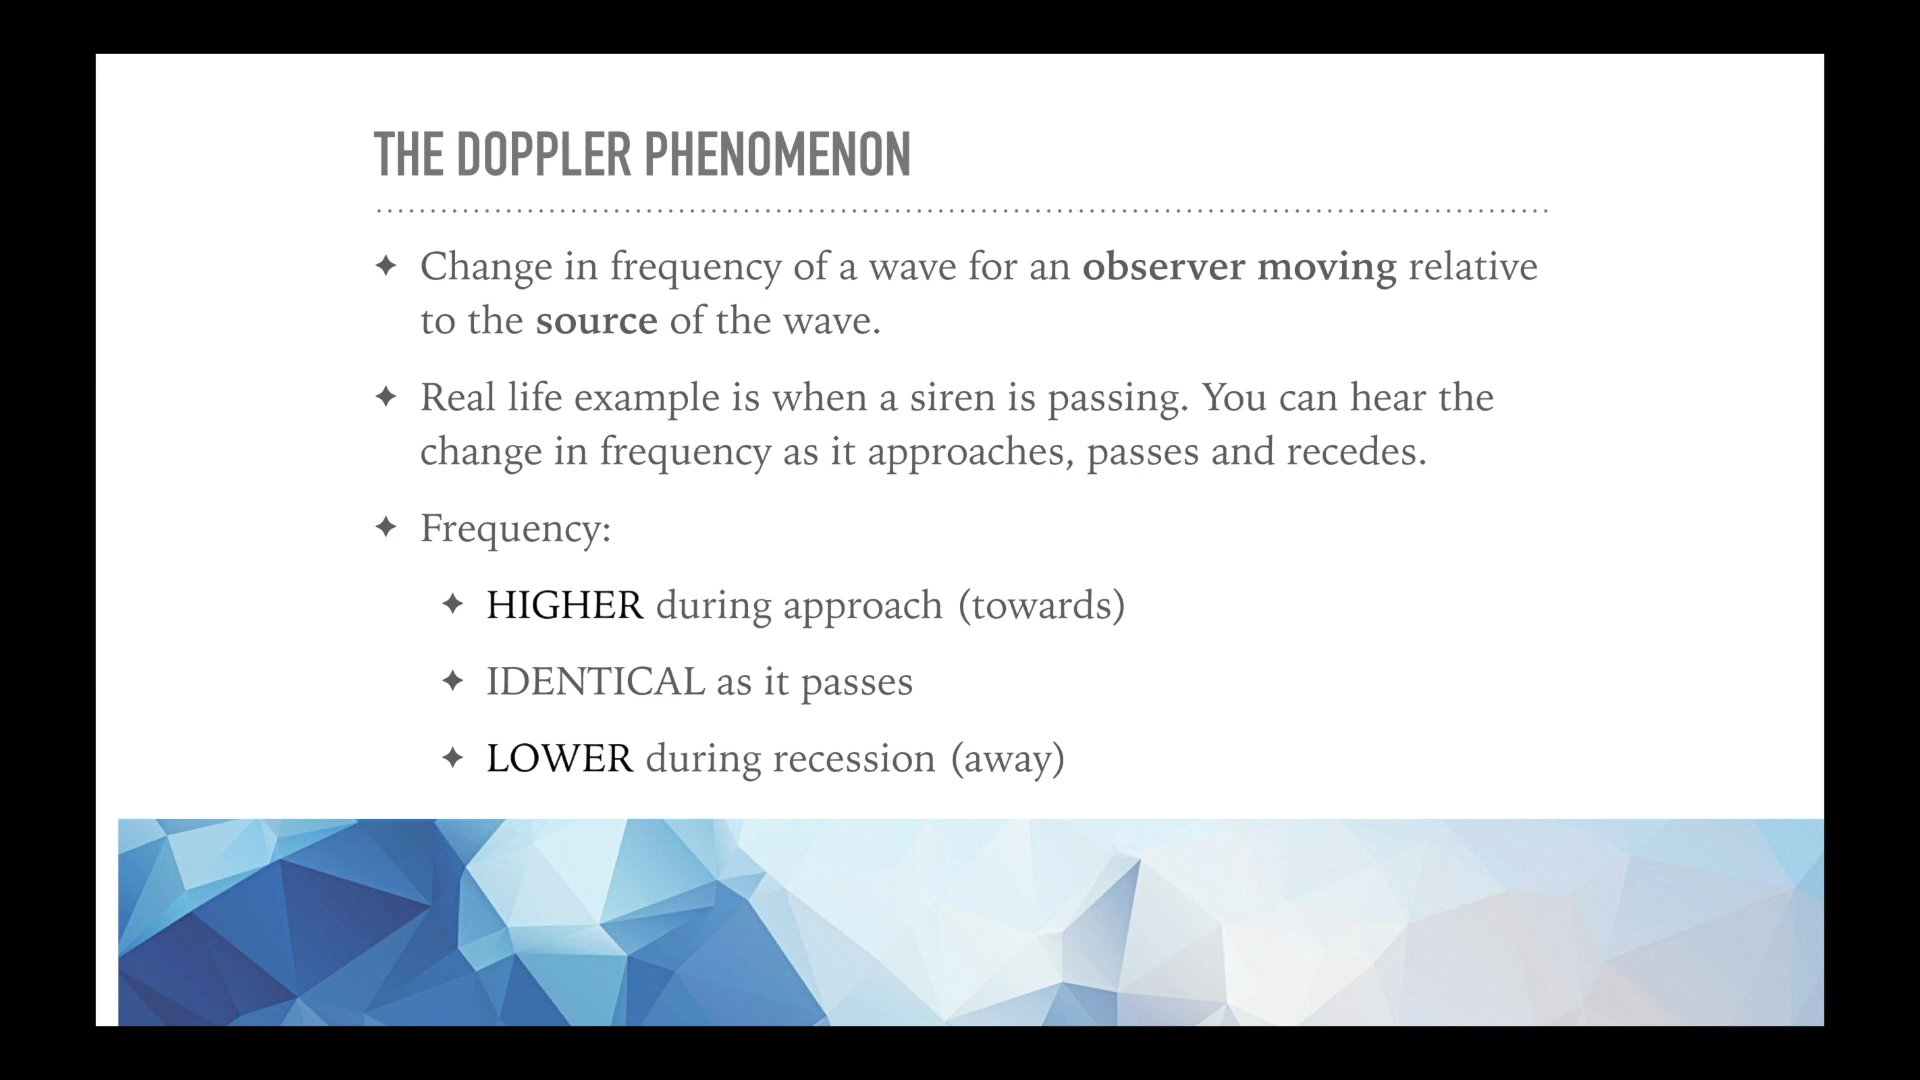 THE DOPPLER PHENOMENON
Change in frequency of a wave for an observer moving relative
to the source of the wave.
Real life example is when a siren is passing. You can hear the
change in frequency as it approaches, passes and recedes.
Frequency:
HIGHER during approach (towards)
IDENTICAL as it passes
LOWER during recession (away)